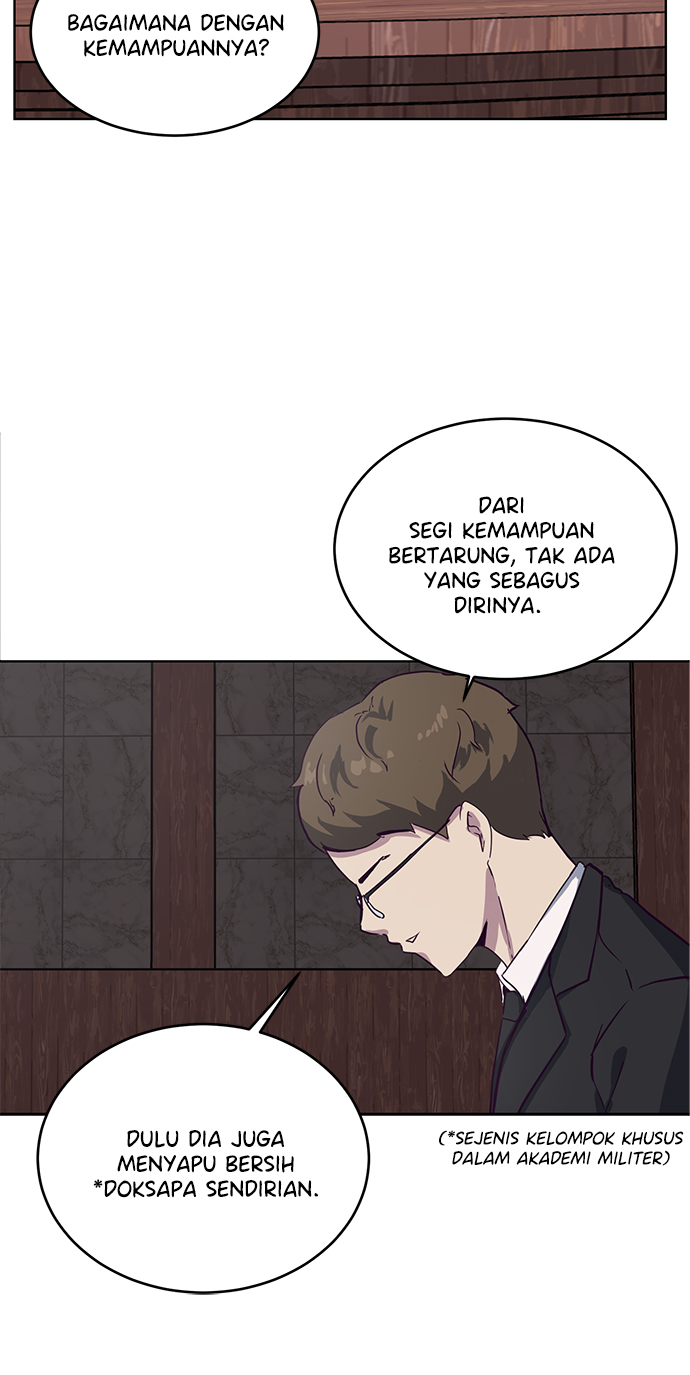 BAGAIMANA DENGAN
KEMAMPUANNYA?
DARI
SEGI KEMAMPUAN
BERTARUNG, TAK ADA
YANG SEBAGUS
DIRINYA.
DULU DIA JUGA
MENYAPU BERSIH
*DOKSAPA SENDIRIAN.
(*SEJENIS KELOMPOK KHUSUS
DALAM AKADEMI MILITER)